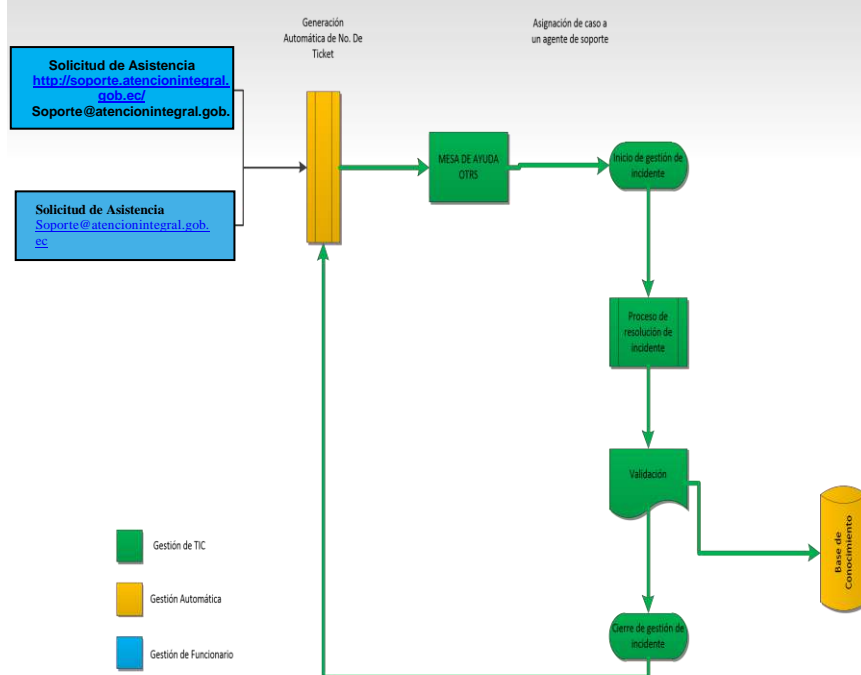 Generación
Automática de No. De
Ticket
Asignación de caso a
un agente de soporte
Solicitud de Asistencia
http://soporte.atencionintegral.
gob.ec/
Soporte@atencionintegral.gob.
Solicitud de Asistencia
Soporte@atencionintegral.gob.
ec
MESA DE AYUDA
OTRS
Inicio de gestión de
incidente
Proceso de
resolución de
incidente
Validación
Base de
Conocimiento
Cierre de gestión de
incidente
Gestión de TIC
Gestión Automática
Gestión de Funcionario